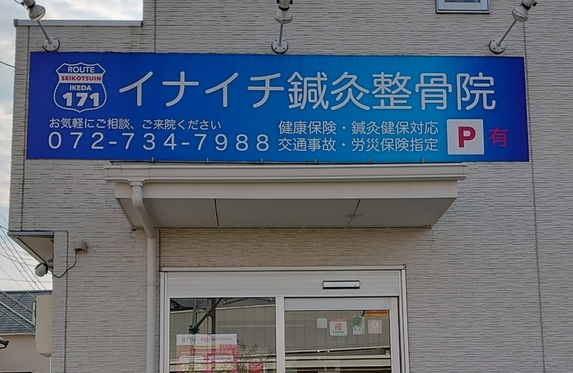 ROUTE
SEIKOTSUIN
IKEDA
171
イナイチ鍼灸整骨院
お気軽にご相談、ご来院ください
072-734-7988
健康保険・鍼灸健保対応
交通事故・労災保険指定
P有